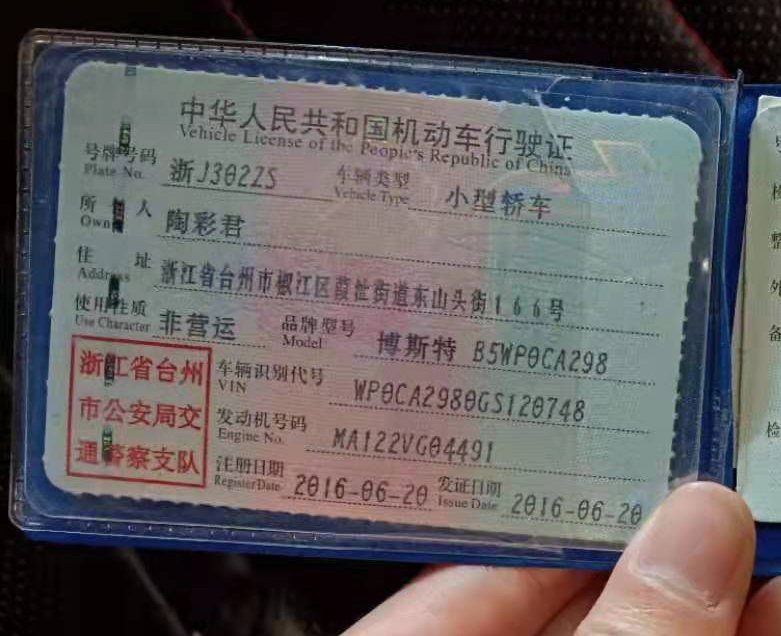 中华人民共和国机动车行驶证
Vehicle License of the People's Republic of China
号牌号码 浙J302ZS 车辆类型 小型轿车
Plate No. Vehicle Type
所 人 陶彩君
Own
住 址 浙江省台州市椒江区葭沚街道东山头街166号
Address
使用性质 非营运 品牌型号 博斯特 B5WP0CA298
Use Character Model
浙江省台州 车辆识别代号 WP0CA2980GS120748
VIN
市公安局交 发动机号码 MA122VG04491
Engine No.
通警察支队 注册日期 2016-06-20 发证日期 2016-06-20
Register Date Issue Date
检